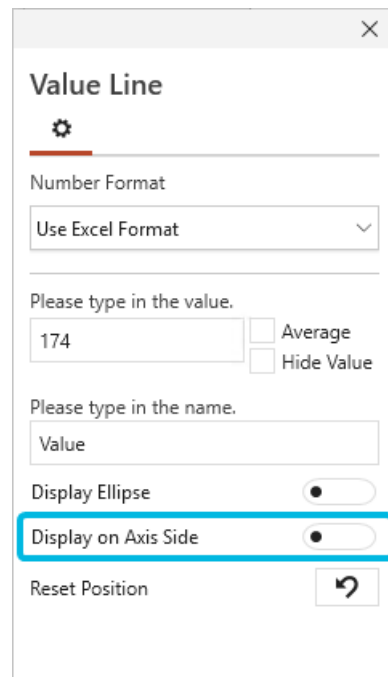 Value Line
Number Format
Use Excel Format
Please type in the value.
174
Average
Hide Value
Please type in the name.
Value
Display Ellipse
Display on Axis Side
Reset Position